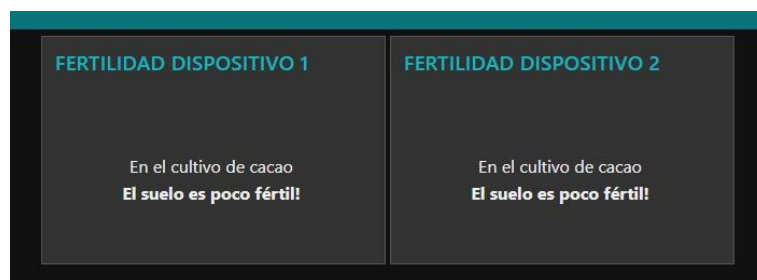 FERTILIDAD DISPOSITIVO 1
En el cultivo de cacao
El suelo es poco fértil!
FERTILIDAD DISPOSITIVO 2
En el cultivo de cacao
El suelo es poco fértil!